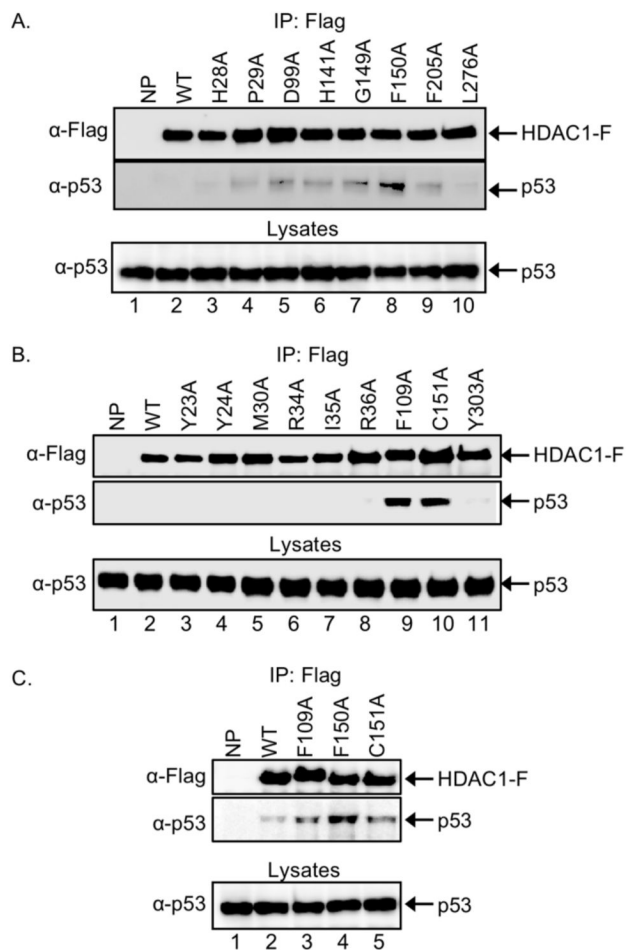 A.
IP: Flag
NP WT H28A P29A D99A H141A G149A F150A F205A L276A
α-Flag HDAC1-F
α-p53 p53
Lysates
α-p53 p53
1 2 3 4 5 6 7 8 9 10
B.
IP: Flag
NP WT Y23A Y24A M30A R34A I35A R36A F109A C151A Y303A
α-Flag HDAC1-F
α-p53 p53
Lysates
α-p53 p53
1 2 3 4 5 6 7 8 9 10 11
C.
IP: Flag
NP WT F109A F150A C151A
α-Flag HDAC1-F
α-p53 p53
Lysates
α-p53 p53
1 2 3 4 5